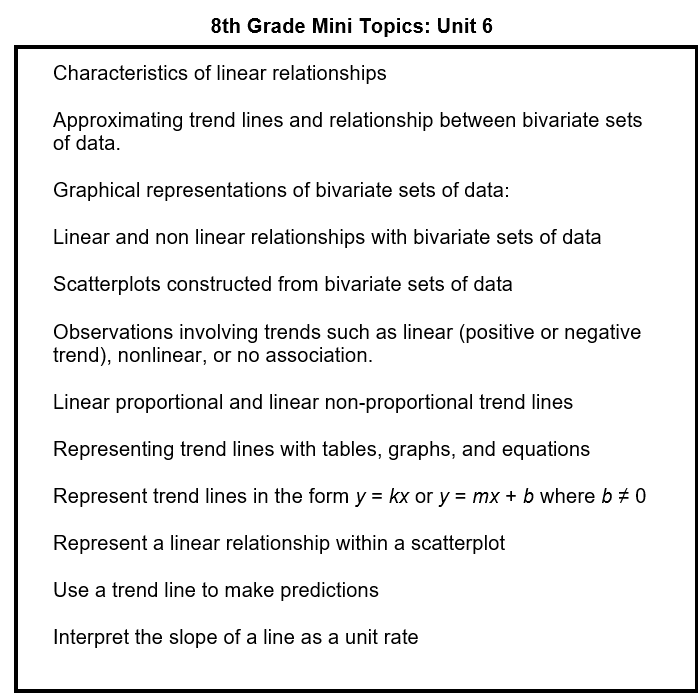 8th Grade Mini Topics: Unit 6
Characteristics of linear relationships
Approximating trend lines and relationship between bivariate sets
of data.
Graphical representations of bivariate sets of data:
Linear and non linear relationships with bivariate sets of data
Scatterplots constructed from bivariate sets of data
Observations involving trends such as linear (positive or negative
trend), nonlinear, or no association.
Linear proportional and linear non-proportional trend lines
Representing trend lines with tables, graphs, and equations
Represent trend lines in the form y = kx or y = mx + b where b ≠ 0
Represent a linear relationship within a scatterplot
Use a trend line to make predictions
Interpret the slope of a line as a unit rate